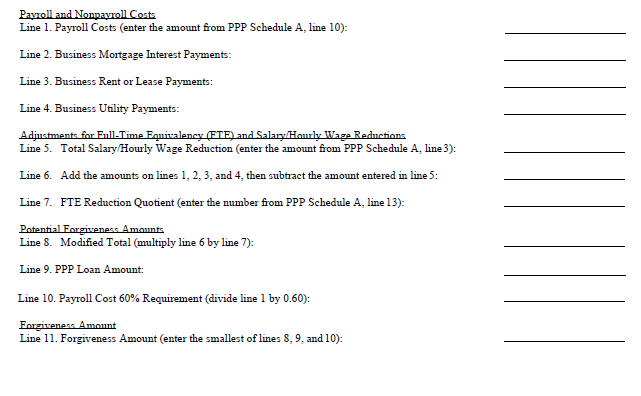 Payroll and Nonpayroll Costs
Line 1. Payroll Costs (enter the amount from PPP Schedule A, line 10):
Line 2. Business Mortgage Interest Payments:
Line 3. Business Rent or Lease Payments:
Line 4. Business Utility Payments:
Adjustments for Full-Time Equivalency (FTE) and Salary/Hourly Wage Reductions
Line 5. Total Salary/Hourly Wage Reduction (enter the amount from PPP Schedule A, line 3):
Line 6. Add the amounts on lines 1, 2, 3, and 4, then subtract the amount entered in line 5:
Line 7. FTE Reduction Quotient (enter the number from PPP Schedule A, line 13):
Potential Forgiveness Amounts
Line 8. Modified Total (multiply line 6 by line 7):
Line 9. PPP Loan Amount:
Line 10. Payroll Cost 60% Requirement (divide line 1 by 0.60):
Forgiveness Amount
Line 11. Forgiveness Amount (enter the smallest of lines 8, 9, and 10):